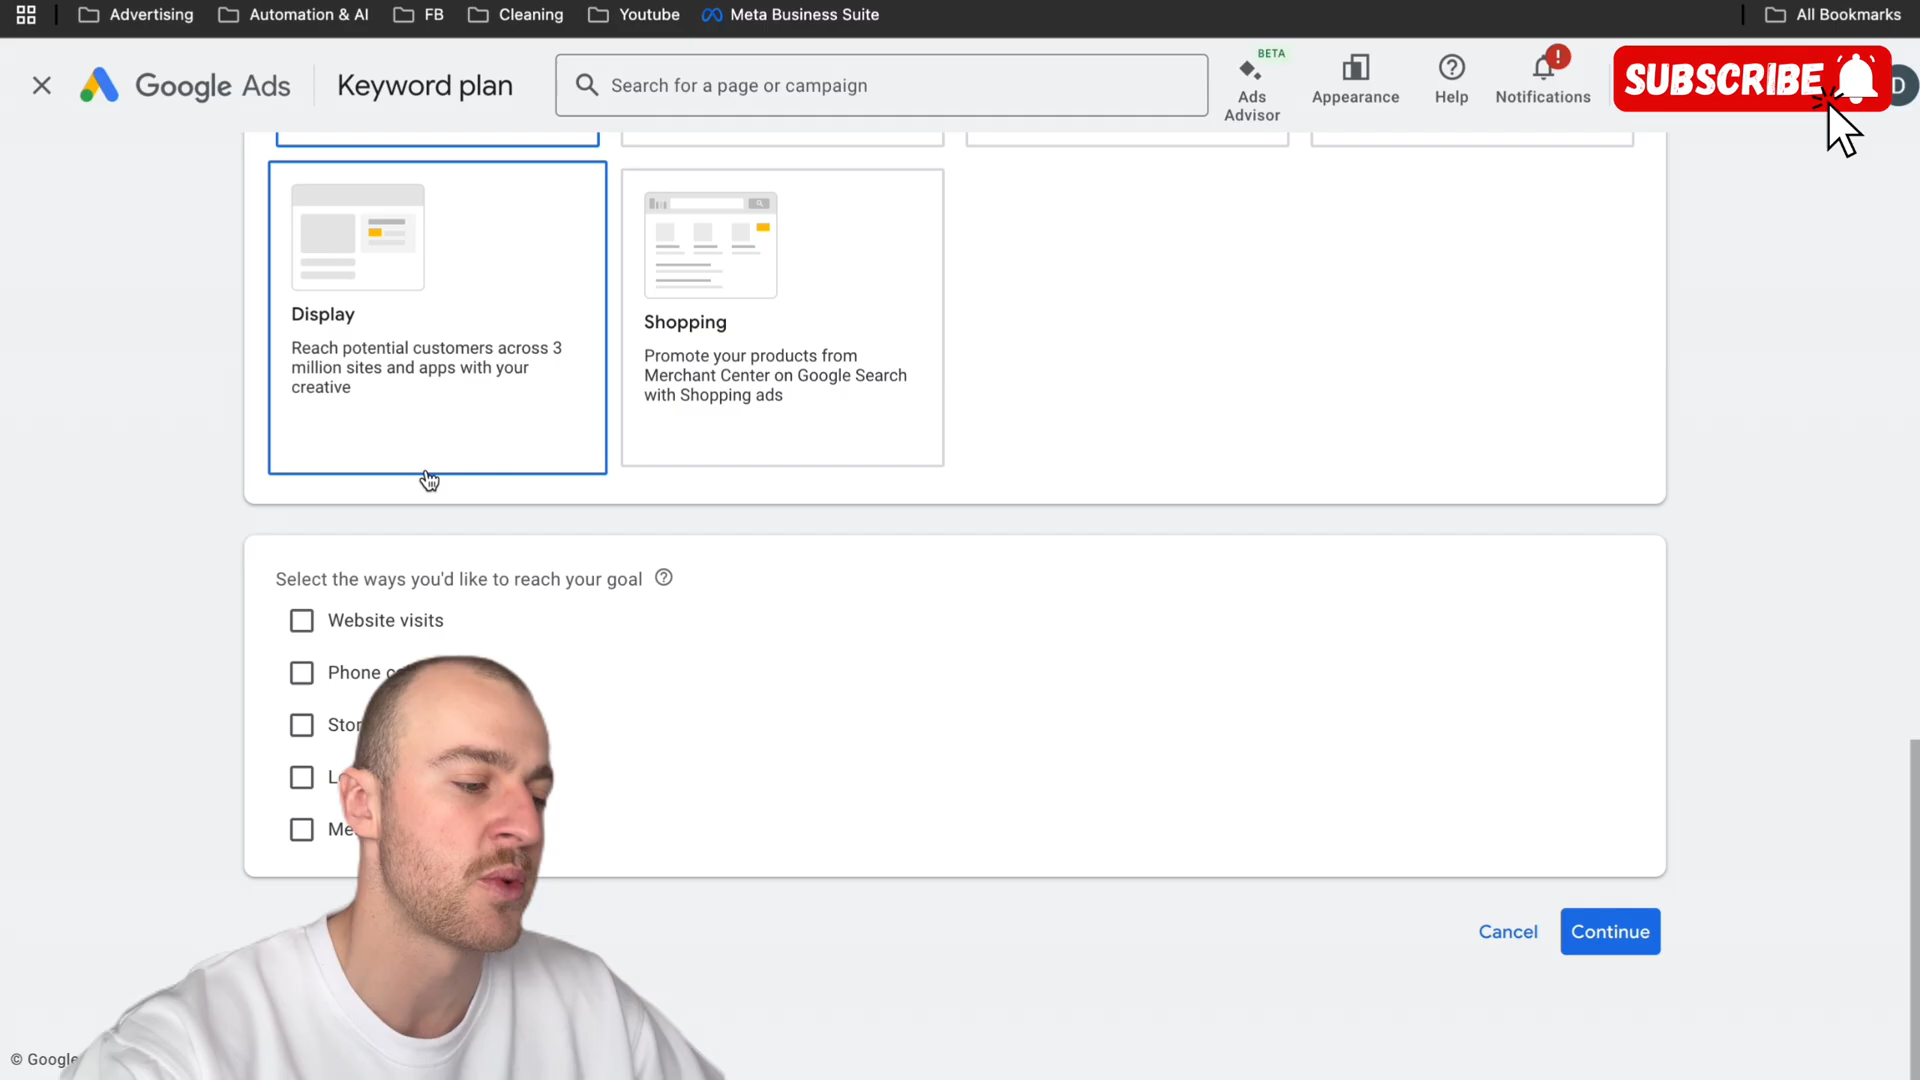 Advertising
Automation & AI
FB
Cleaning
Youtube
Meta Business Suite
All Bookmarks
Google Ads
Keyword plan
Search for a page or campaign
BETA
Ads
Advisor
Appearance
Help
Notifications
SUBSCRIBE
D
Display
Reach potential customers across 3
million sites and apps with your
creative
Shopping
Promote your products from
Merchant Center on Google Search
with Shopping ads
Select the ways you'd like to reach your goal
Website visits
Phone
Cancel
Continue
© Google